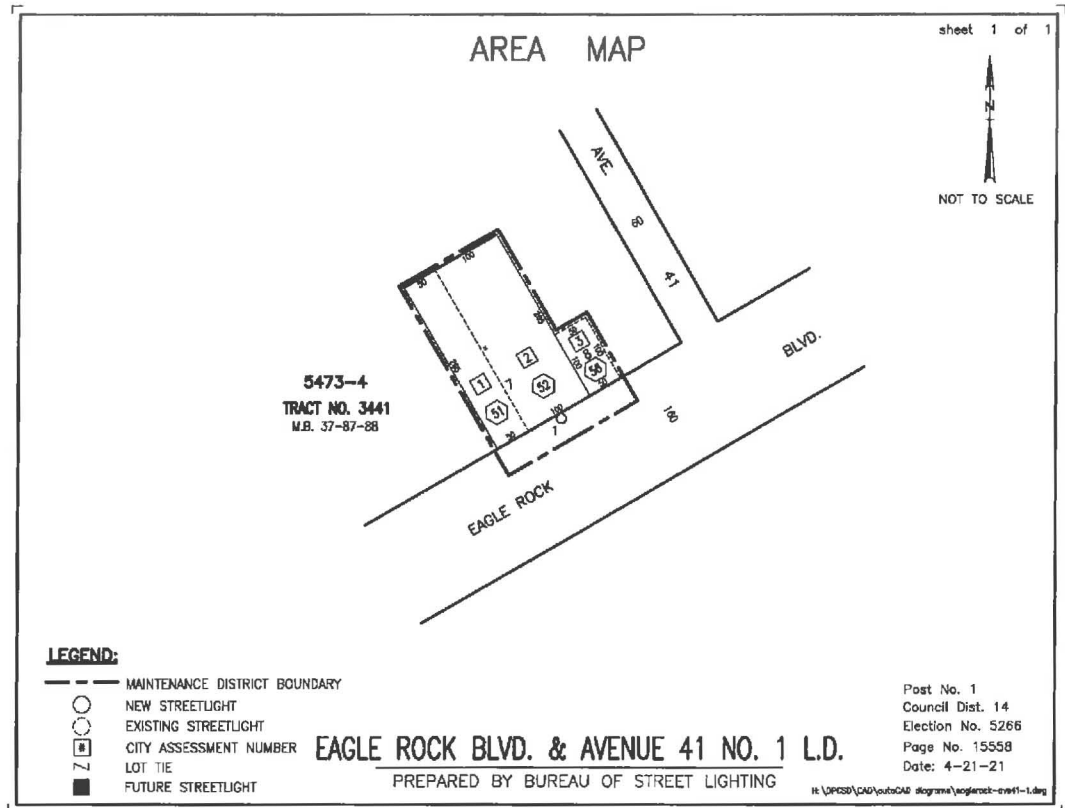 sheet 1 of 1
AREA MAP
N
NOT TO SCALE
AVE.
60
41
BLVD.
160
EAGLE ROCK
5473-4
TRACT NO. 3441
M.B. 37-87-88
50
100
1
51
7
2
52
3
56
50
100
50
100
1
LEGEND:
MAINTENANCE DISTRICT BOUNDARY
NEW STREETLIGHT
EXISTING STREETLIGHT
# CITY ASSESSMENT NUMBER
LOT TIE
FUTURE STREETLIGHT
EAGLE ROCK BLVD. & AVENUE 41 NO. 1 L.D.
PREPARED BY BUREAU OF STREET LIGHTING
Post No. 1
Council Dist. 14
Election No. 5266
Page No. 15558
Date: 4-21-21